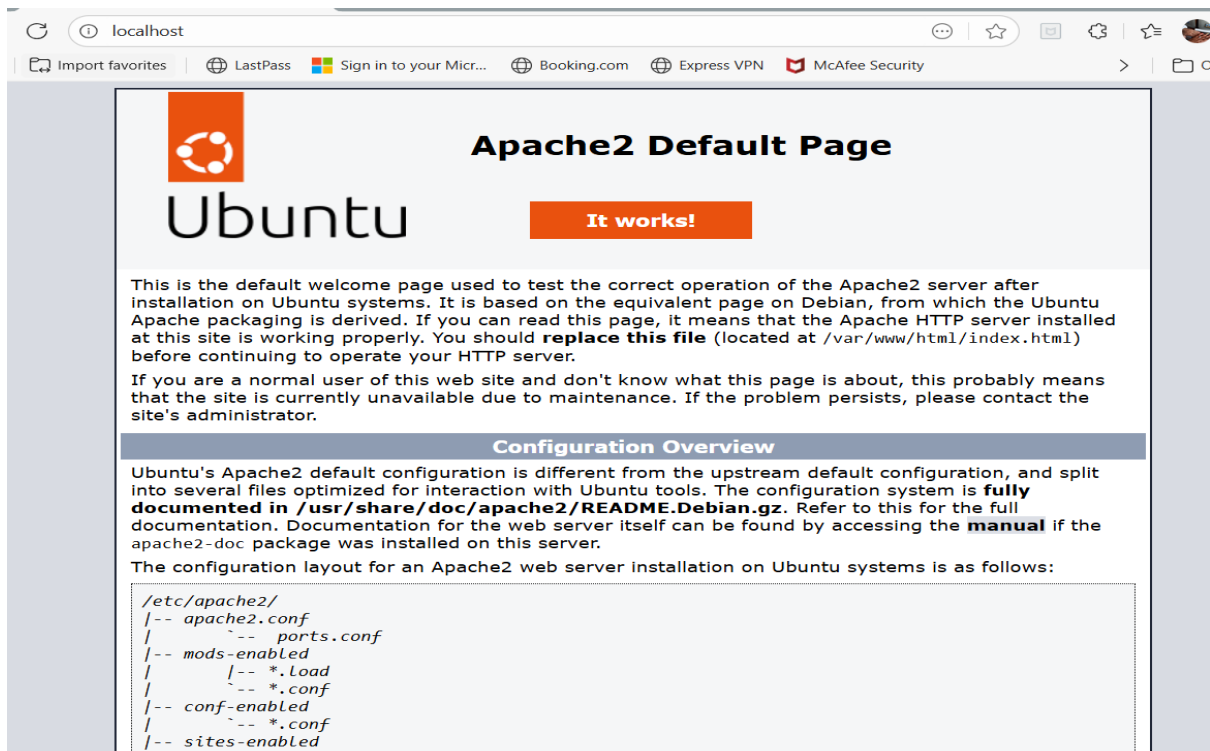 localhost
Import favorites LastPass Sign in to your Micr... Booking.com Express VPN McAfee Security
Apache2 Default Page
Ubuntu
It works!
This is the default welcome page used to test the correct operation of the Apache2 server after
installation on Ubuntu systems. It is based on the equivalent page on Debian, from which the Ubuntu
Apache packaging is derived. If you can read this page, it means that the Apache HTTP server installed
at this site is working properly. You should replace this file (located at /var/www/html/index.html)
before continuing to operate your HTTP server.
If you are a normal user of this web site and don't know what this page is about, this probably means
that the site is currently unavailable due to maintenance. If the problem persists, please contact the
site's administrator.
Configuration Overview
Ubuntu's Apache2 default configuration is different from the upstream default configuration, and split
into several files optimized for interaction with Ubuntu tools. The configuration system is fully
documented in /usr/share/doc/apache2/README.Debian.gz. Refer to this for the full
documentation. Documentation for the web server itself can be found by accessing the manual if the
apache2-doc package was installed on this server.
The configuration layout for an Apache2 web server installation on Ubuntu systems is as follows:
/etc/apache2/
|-- apache2.conf
|       `--  ports.conf
|-- mods-enabled
|       |-- *.load
|       `-- *.conf
|-- conf-enabled
|       `-- *.conf
|-- sites-enabled